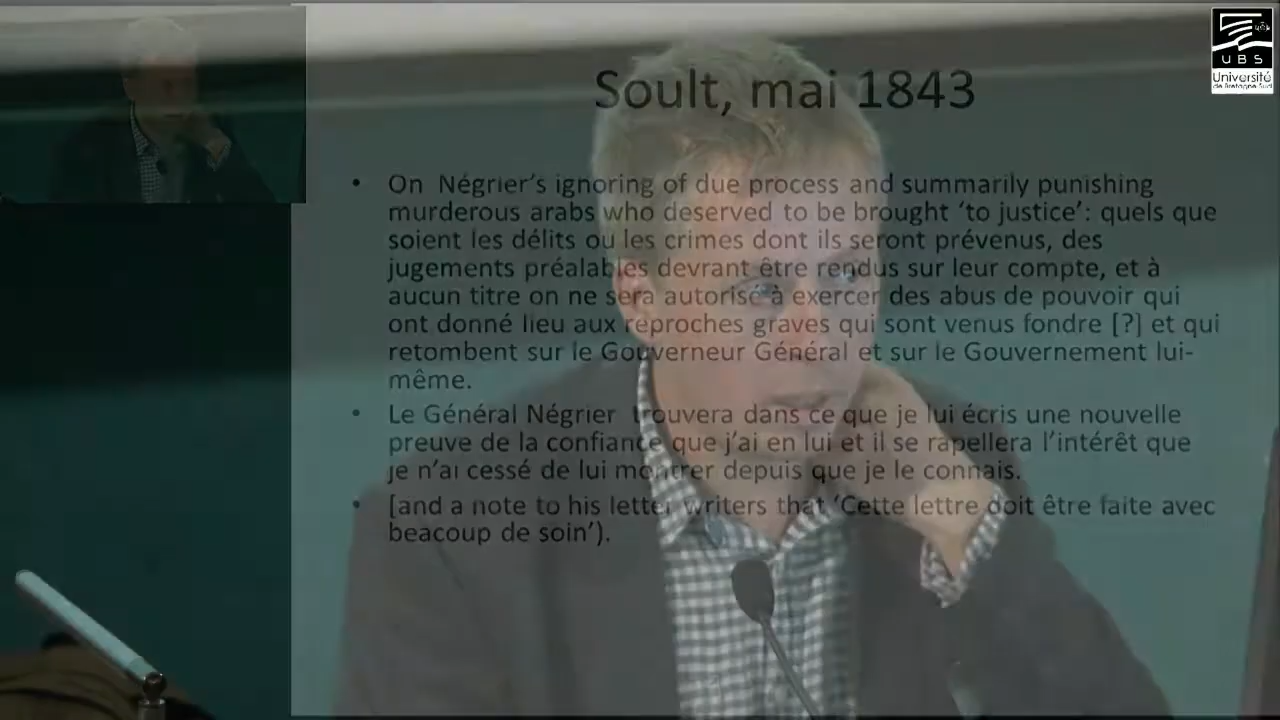 Soult, mai 1843
• On Négrier’s ignoring of due process and summarily punishing
murderous arabs who deserved to be brought ‘to justice’: quels que
soient les délits ou les crimes dont ils seront prévenus, des
jugements préalables devrant être rendus sur leur compte, et à
aucun titre on ne sera autorisé à exercer des abus de pouvoir qui
ont donné lieu aux reproches graves qui sont venus fondre [?] et qui
retombent sur le Gouverneur Général et sur le Gouvernement lui-
même.
• Le Général Négrier trouvera dans ce que je lui écris une nouvelle
preuve de la confiance que j’ai en lui et il se rapellera l’intérêt que
je n’ai cessé de lui montrer depuis que je le connais.
• [and a note to his letter writers that ‘Cette lettre doit être faite avec
beacoup de soin’).
UBS
Université
de Bretagne-Sud